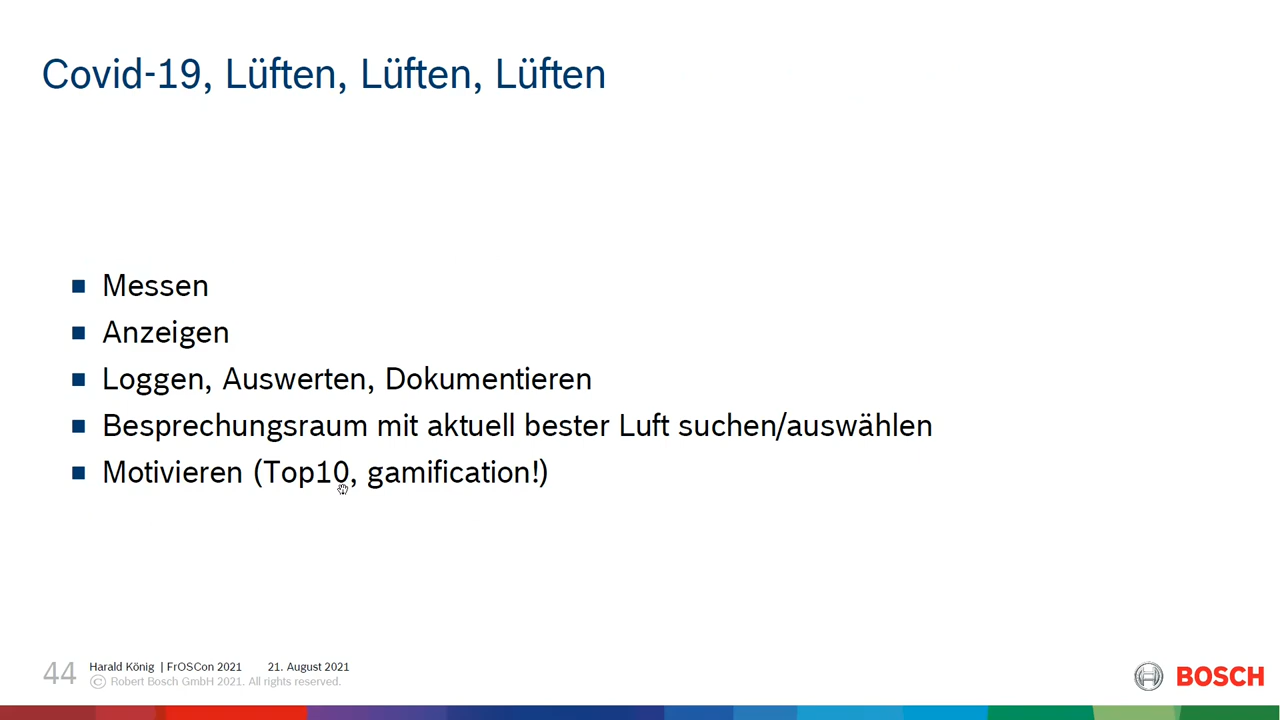 Covid-19, Lüften, Lüften, Lüften
Messen
Anzeigen
Loggen, Auswerten, Dokumentieren
Besprechungsraum mit aktuell bester Luft suchen/auswählen
Motivieren (Top10, gamification!)
44
Harald König | FrOSCon 2021 21. August 2021
© Robert Bosch GmbH 2021. All rights reserved.
BOSCH